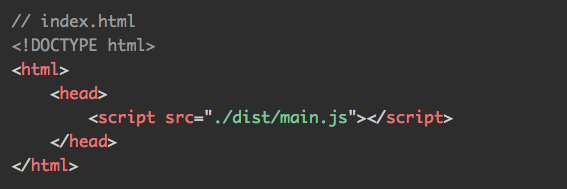 // index.html
<!DOCTYPE html>
<html>
    <head>
        <script src="./dist/main.js"></script>
    </head>
</html>